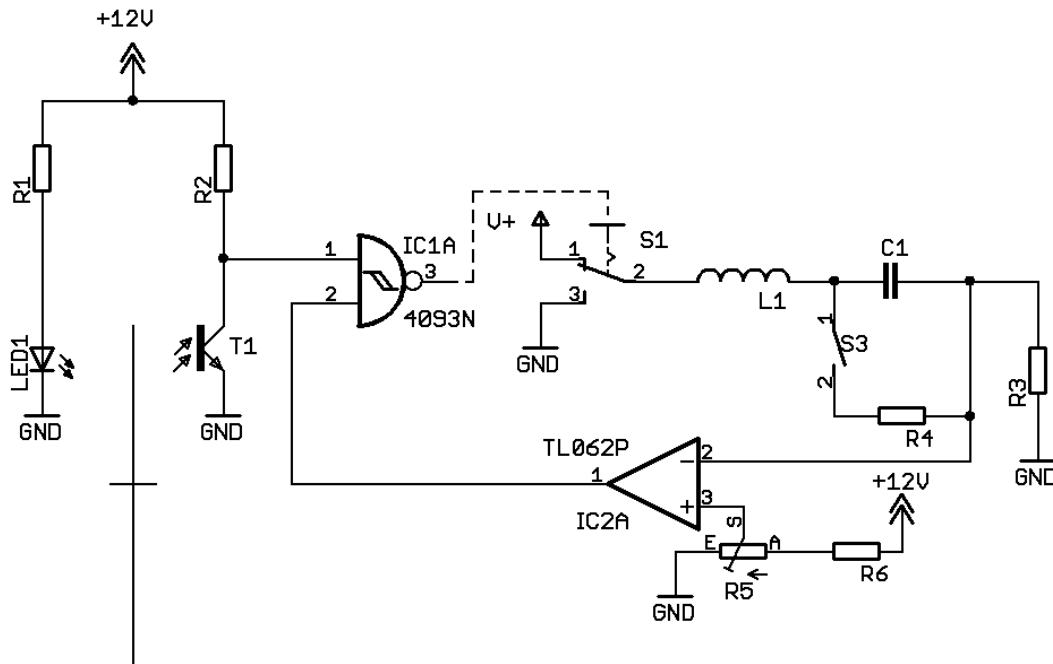 +12V
R1
R2
LED1
GND
T1
GND
1
2
IC1A
3
4093N
V+
1
S1
2
3
GND
L1
C1
1
S3
2
R4
R3
GND
TL062P
1
2
-
+
3
IC2A
S
E
A
R5
GND
R6
+12V